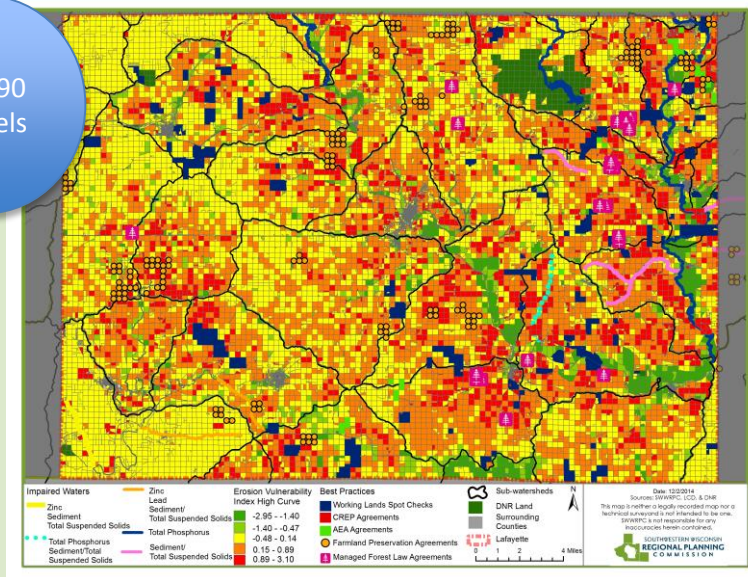 90
els
Impaired Waters
Zinc
Sediment
Total Suspended Solids
Total Phosphorus
Sediment/Total
Suspended Solids
Zinc
Lead
Sediment/
Total Suspended Solids
Total Phosphorus
Sediment/
Total Suspended Solids
Erosion Vulnerability
Index High Curve
-2.95 - -1.40
-1.40 - -0.47
-0.48 - 0.14
0.15 - 0.89
0.89 - 3.10
Best Practices
Working Lands Spot Checks
CREP Agreements
AEA Agreements
Farmland Preservation Agreements
Managed Forest Law Agreements
Sub-watersheds
DNR Land
Surrounding
Counties
Lafayette
N
0 1 2 4 Miles
Date: 12/2/2014
Sources: SWWRPC, LCD, & DNR
This map is neither a legally recorded map nor a
technical survey and is not intended to be one.
SWWRPC is not responsible for any
inaccuracies herein contained.
SOUTHWESTERN WISCONSIN
REGIONAL PLANNING
COMMISSION